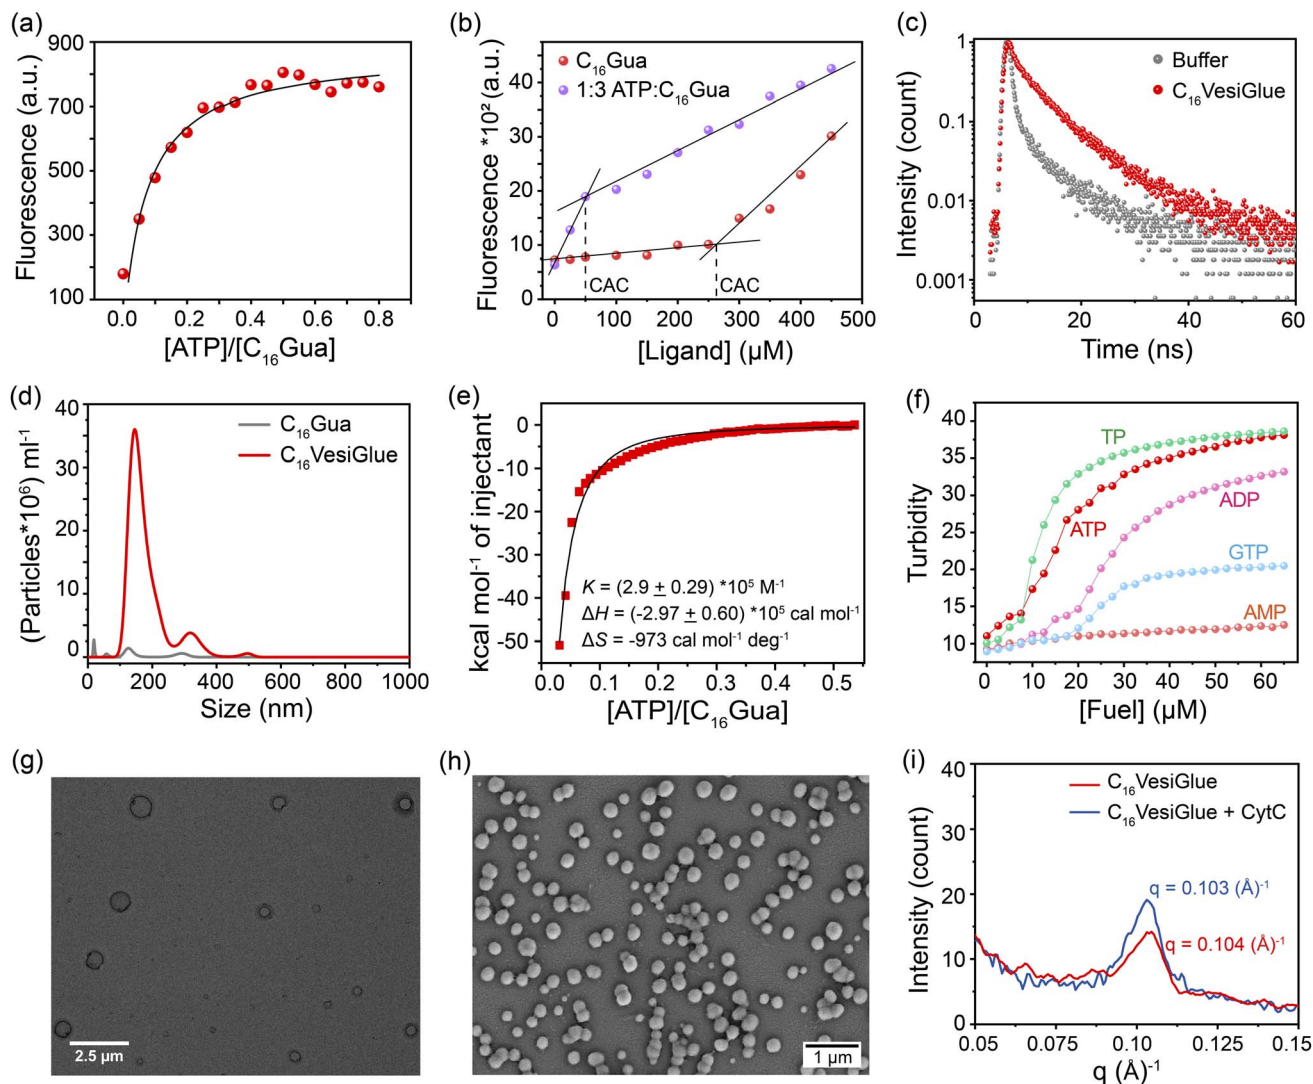 (a)
900
700
500
300
100
Fluorescence (a.u.)
0.0 0.2 0.4 0.6 0.8
[ATP]/[C₁₆Gua]
(b)
C₁₆Gua
1:3 ATP:C₁₆Gua
40
30
20
10
0
Fluorescence *10² (a.u.)
CAC CAC
0 100 200 300 400 500
[Ligand] (µM)
(c)
Buffer
C₁₆VesiGlue
1
0.1
0.01
0.001
Intensity (count)
20 40 60
Time (ns)
(d)
C₁₆Gua
C₁₆VesiGlue
40
30
20
10
0
(Particles*10⁶) ml⁻¹
0 200 400 600 800 1000
Size (nm)
(e)
0
-10
-20
-30
-40
-50
kcal mol⁻¹ of injectant
K = (2.9 ± 0.29) *10⁵ M⁻¹
ΔH = (-2.97 ± 0.60) *10⁵ cal mol⁻¹
ΔS = -973 cal mol⁻¹ deg⁻¹
0.0 0.1 0.2 0.3 0.4 0.5
[ATP]/[C₁₆Gua]
(f)
40
35
30
25
20
15
10
Turbidity
TP
ATP
ADP
GTP
AMP
0 10 20 30 40 50 60
[Fuel] (µM)
(g)
2.5 µm
(h)
1 µm
(i)
C₁₆VesiGlue
C₁₆VesiGlue + CytC
40
30
20
10
0
Intensity (count)
q = 0.103 (Å)⁻¹
q = 0.104 (Å)⁻¹
0.05 0.075 0.10 0.125 0.15
q (Å)⁻¹